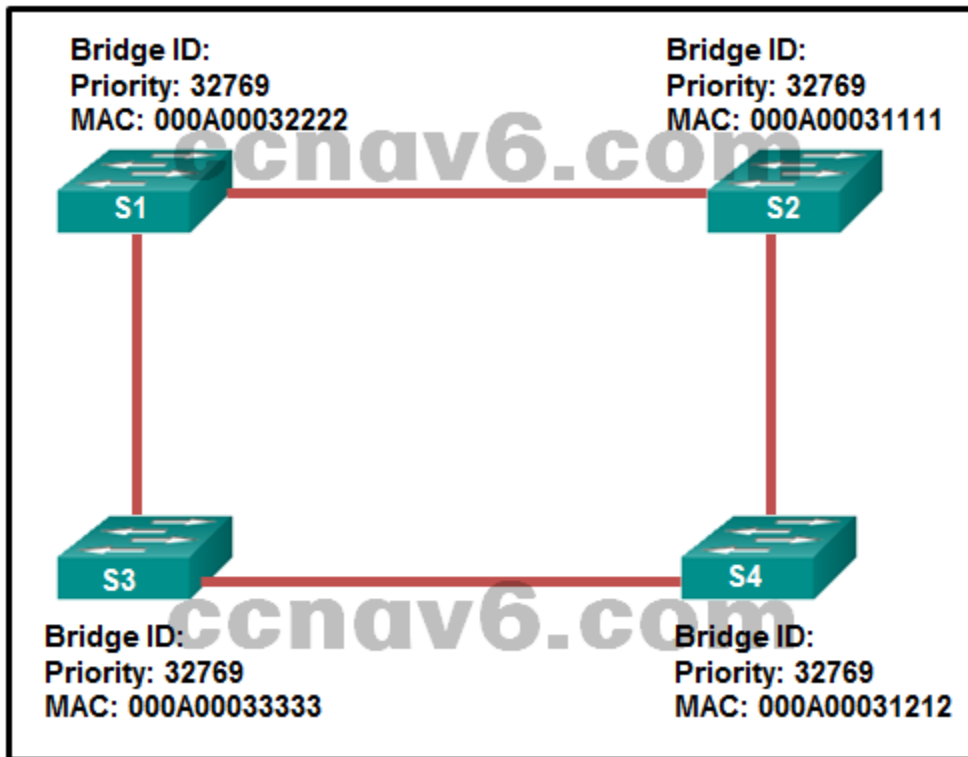 Bridge ID:
Priority: 32769
MAC: 000A00032222
Bridge ID:
Priority: 32769
MAC: 000A00031111
ccnav6.com
S1
S2
S3
S4
ccnav6.com
Bridge ID:
Priority: 32769
MAC: 000A00033333
Bridge ID:
Priority: 32769
MAC: 000A00031212